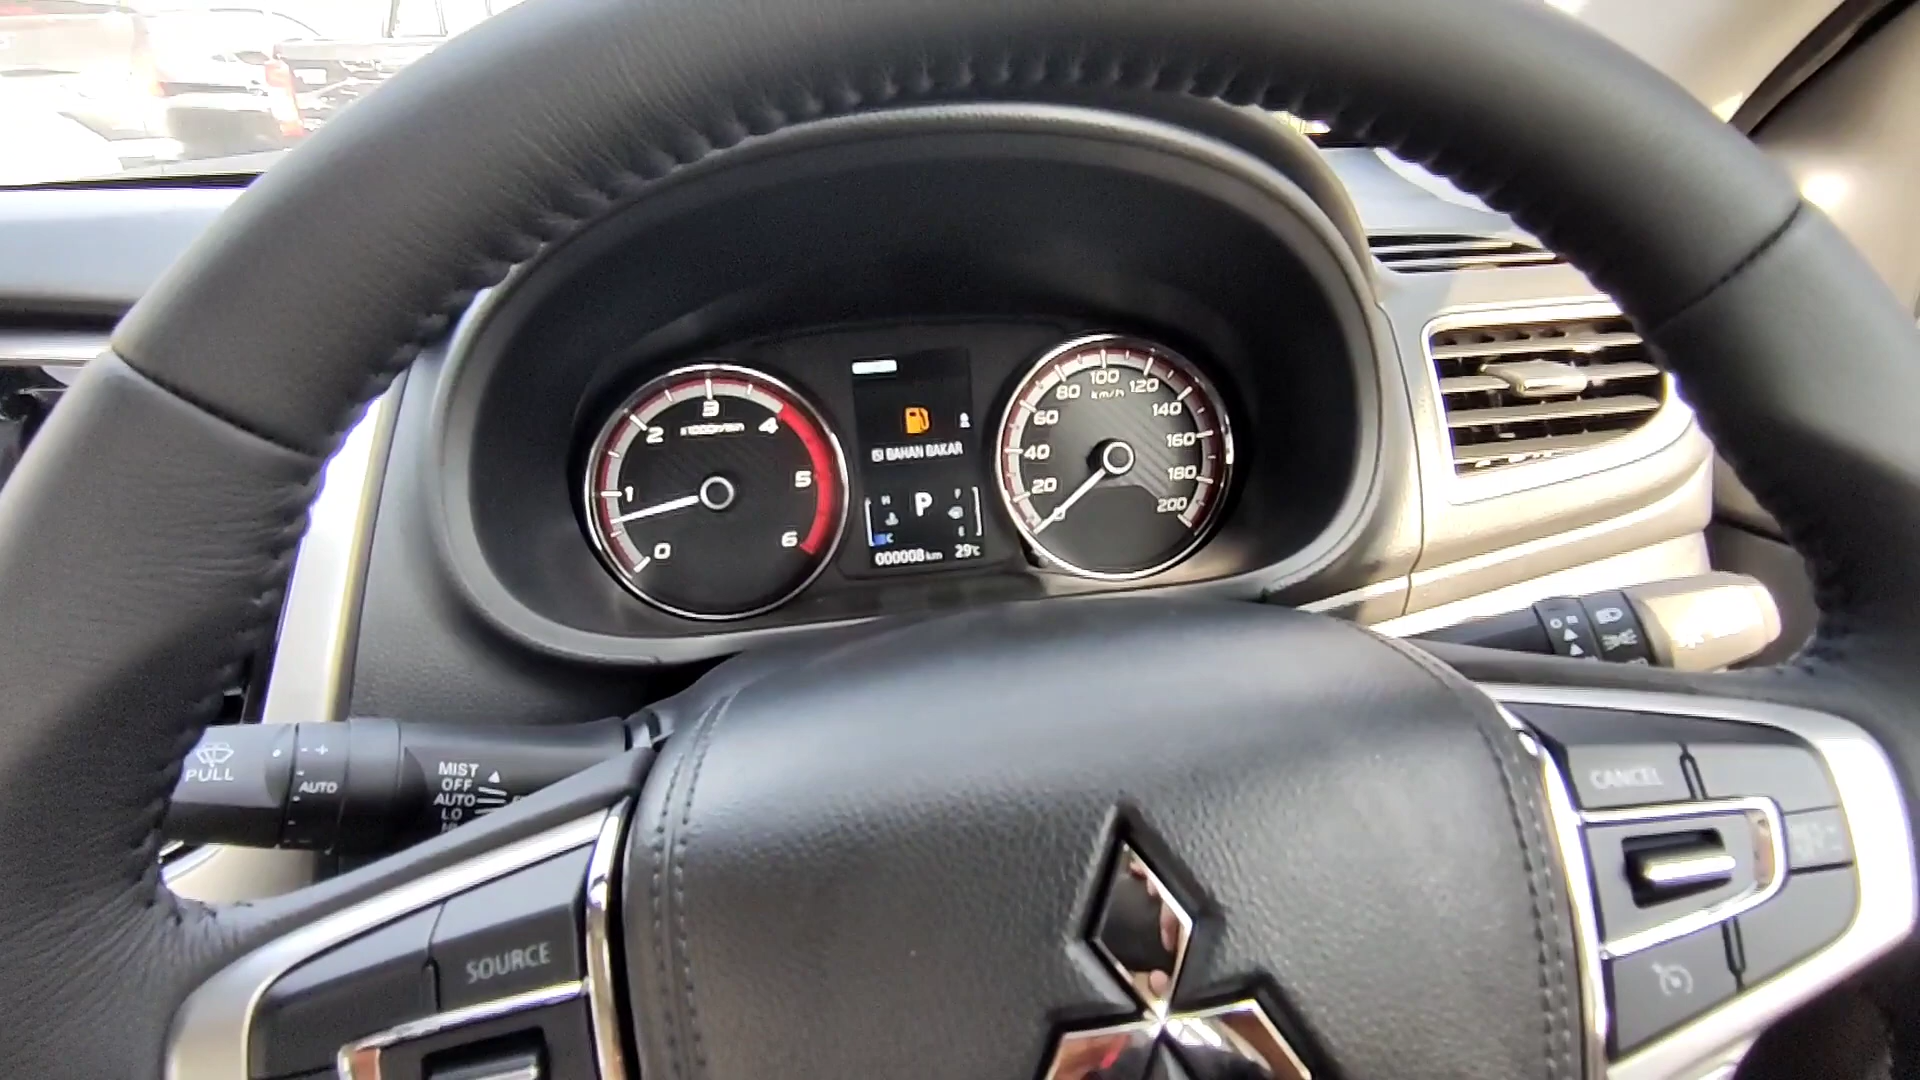 0
1
2
3
4
5
6
x1000r/min
ISI BAHAN BAKAR
H
C
P
F
E
000008 km 29℃
0
20
40
60
80
100
120
140
160
180
200
km/h
PULL
- +
AUTO
MIST
OFF
AUTO
LO
SOURCE
CANCEL